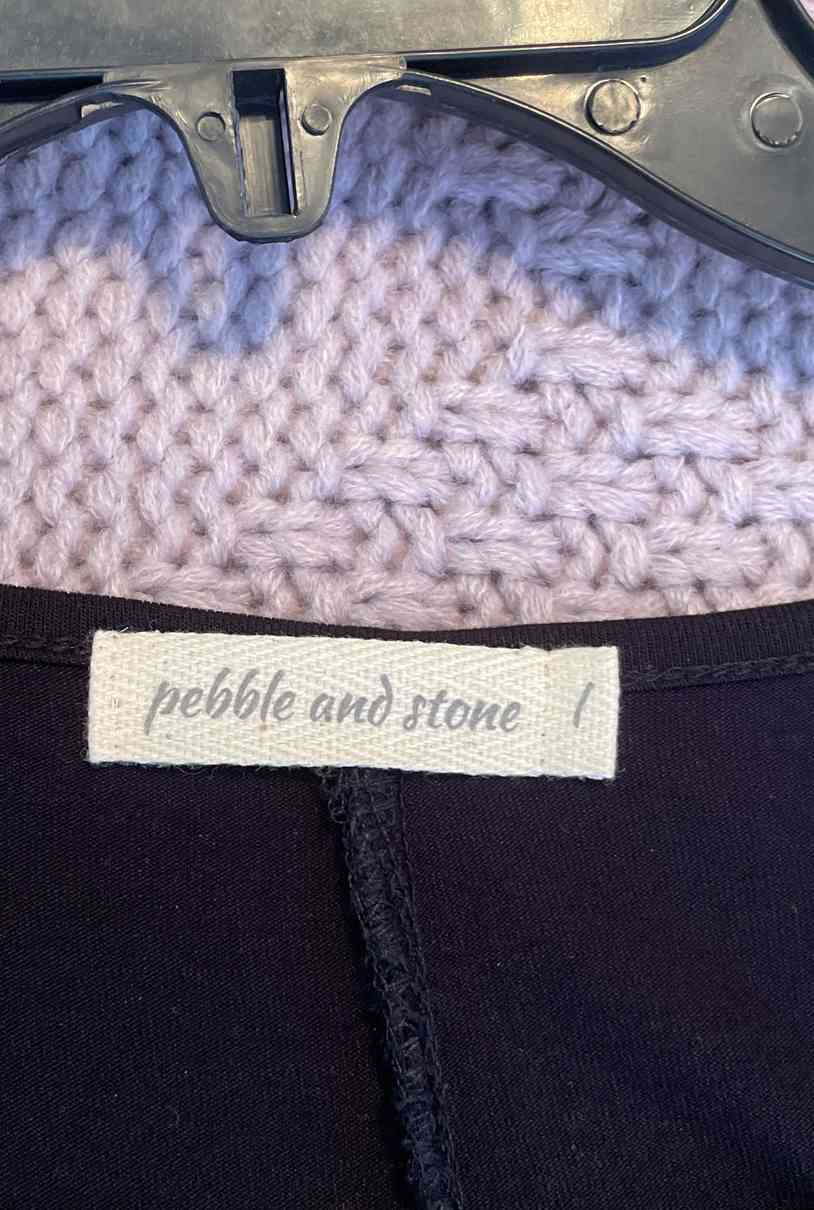 pebble and stone l